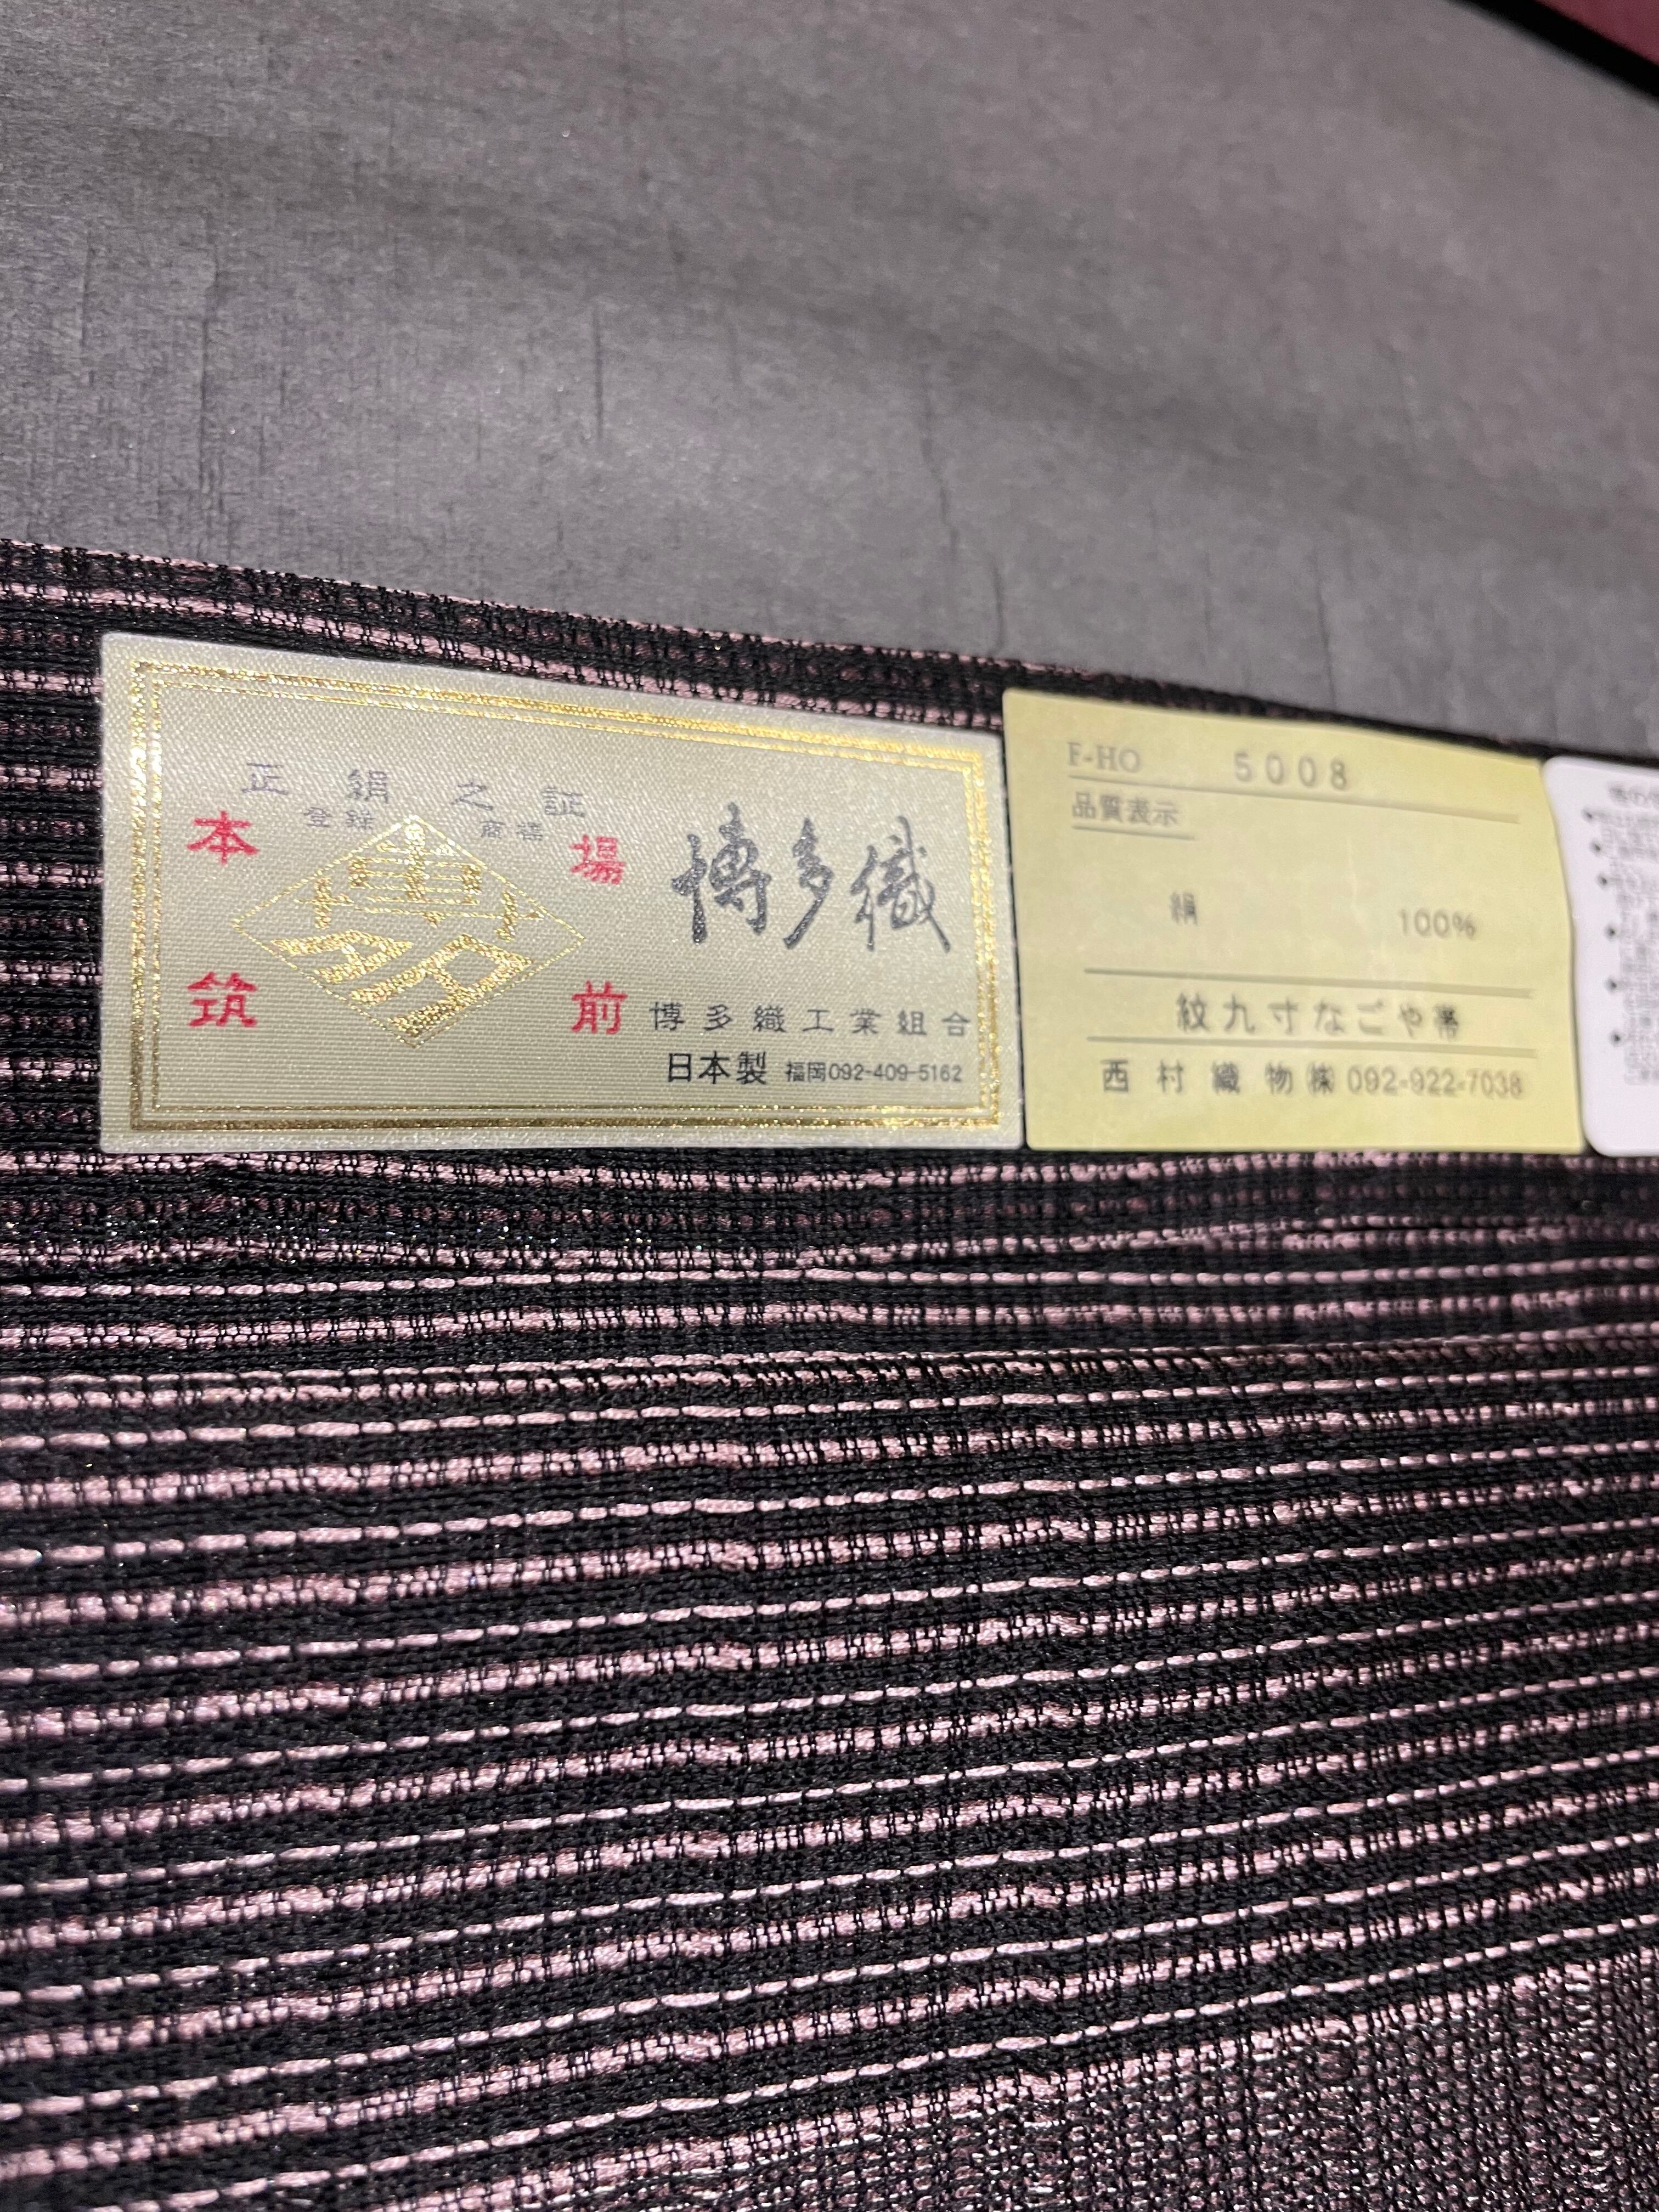 正絹之証
登録商標
本場
博多
筑前
博多織
博多織工業組合
日本製 福岡092-409-5162
F-HO 5008
品質表示
絹 100%
紋九寸なごや帯
西村織物㈱ 092-922-7038